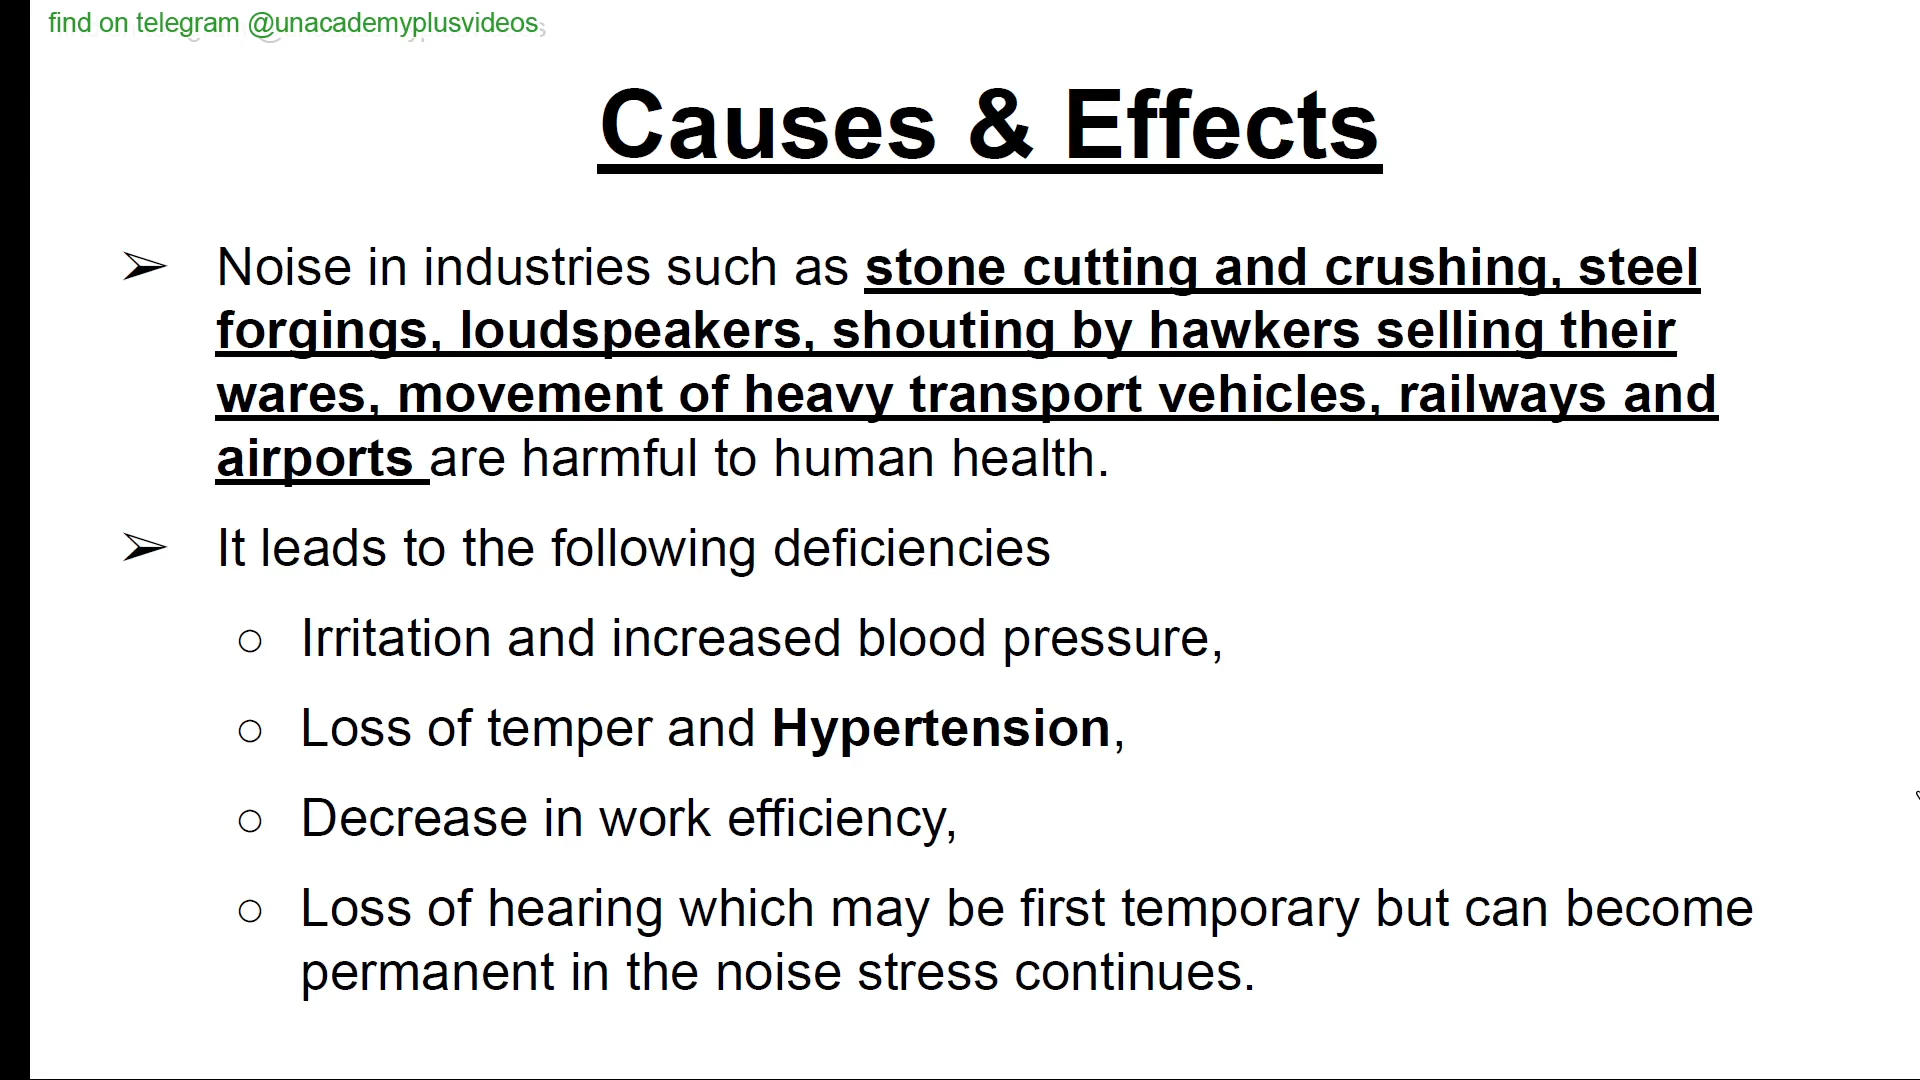 find on telegram @unacademyplusvideos
Causes & Effects
➢ Noise in industries such as stone cutting and crushing, steel
forgings, loudspeakers, shouting by hawkers selling their
wares, movement of heavy transport vehicles, railways and
airports are harmful to human health.
➢ It leads to the following deficiencies
○ Irritation and increased blood pressure,
○ Loss of temper and Hypertension,
○ Decrease in work efficiency,
○ Loss of hearing which may be first temporary but can become
permanent in the noise stress continues.